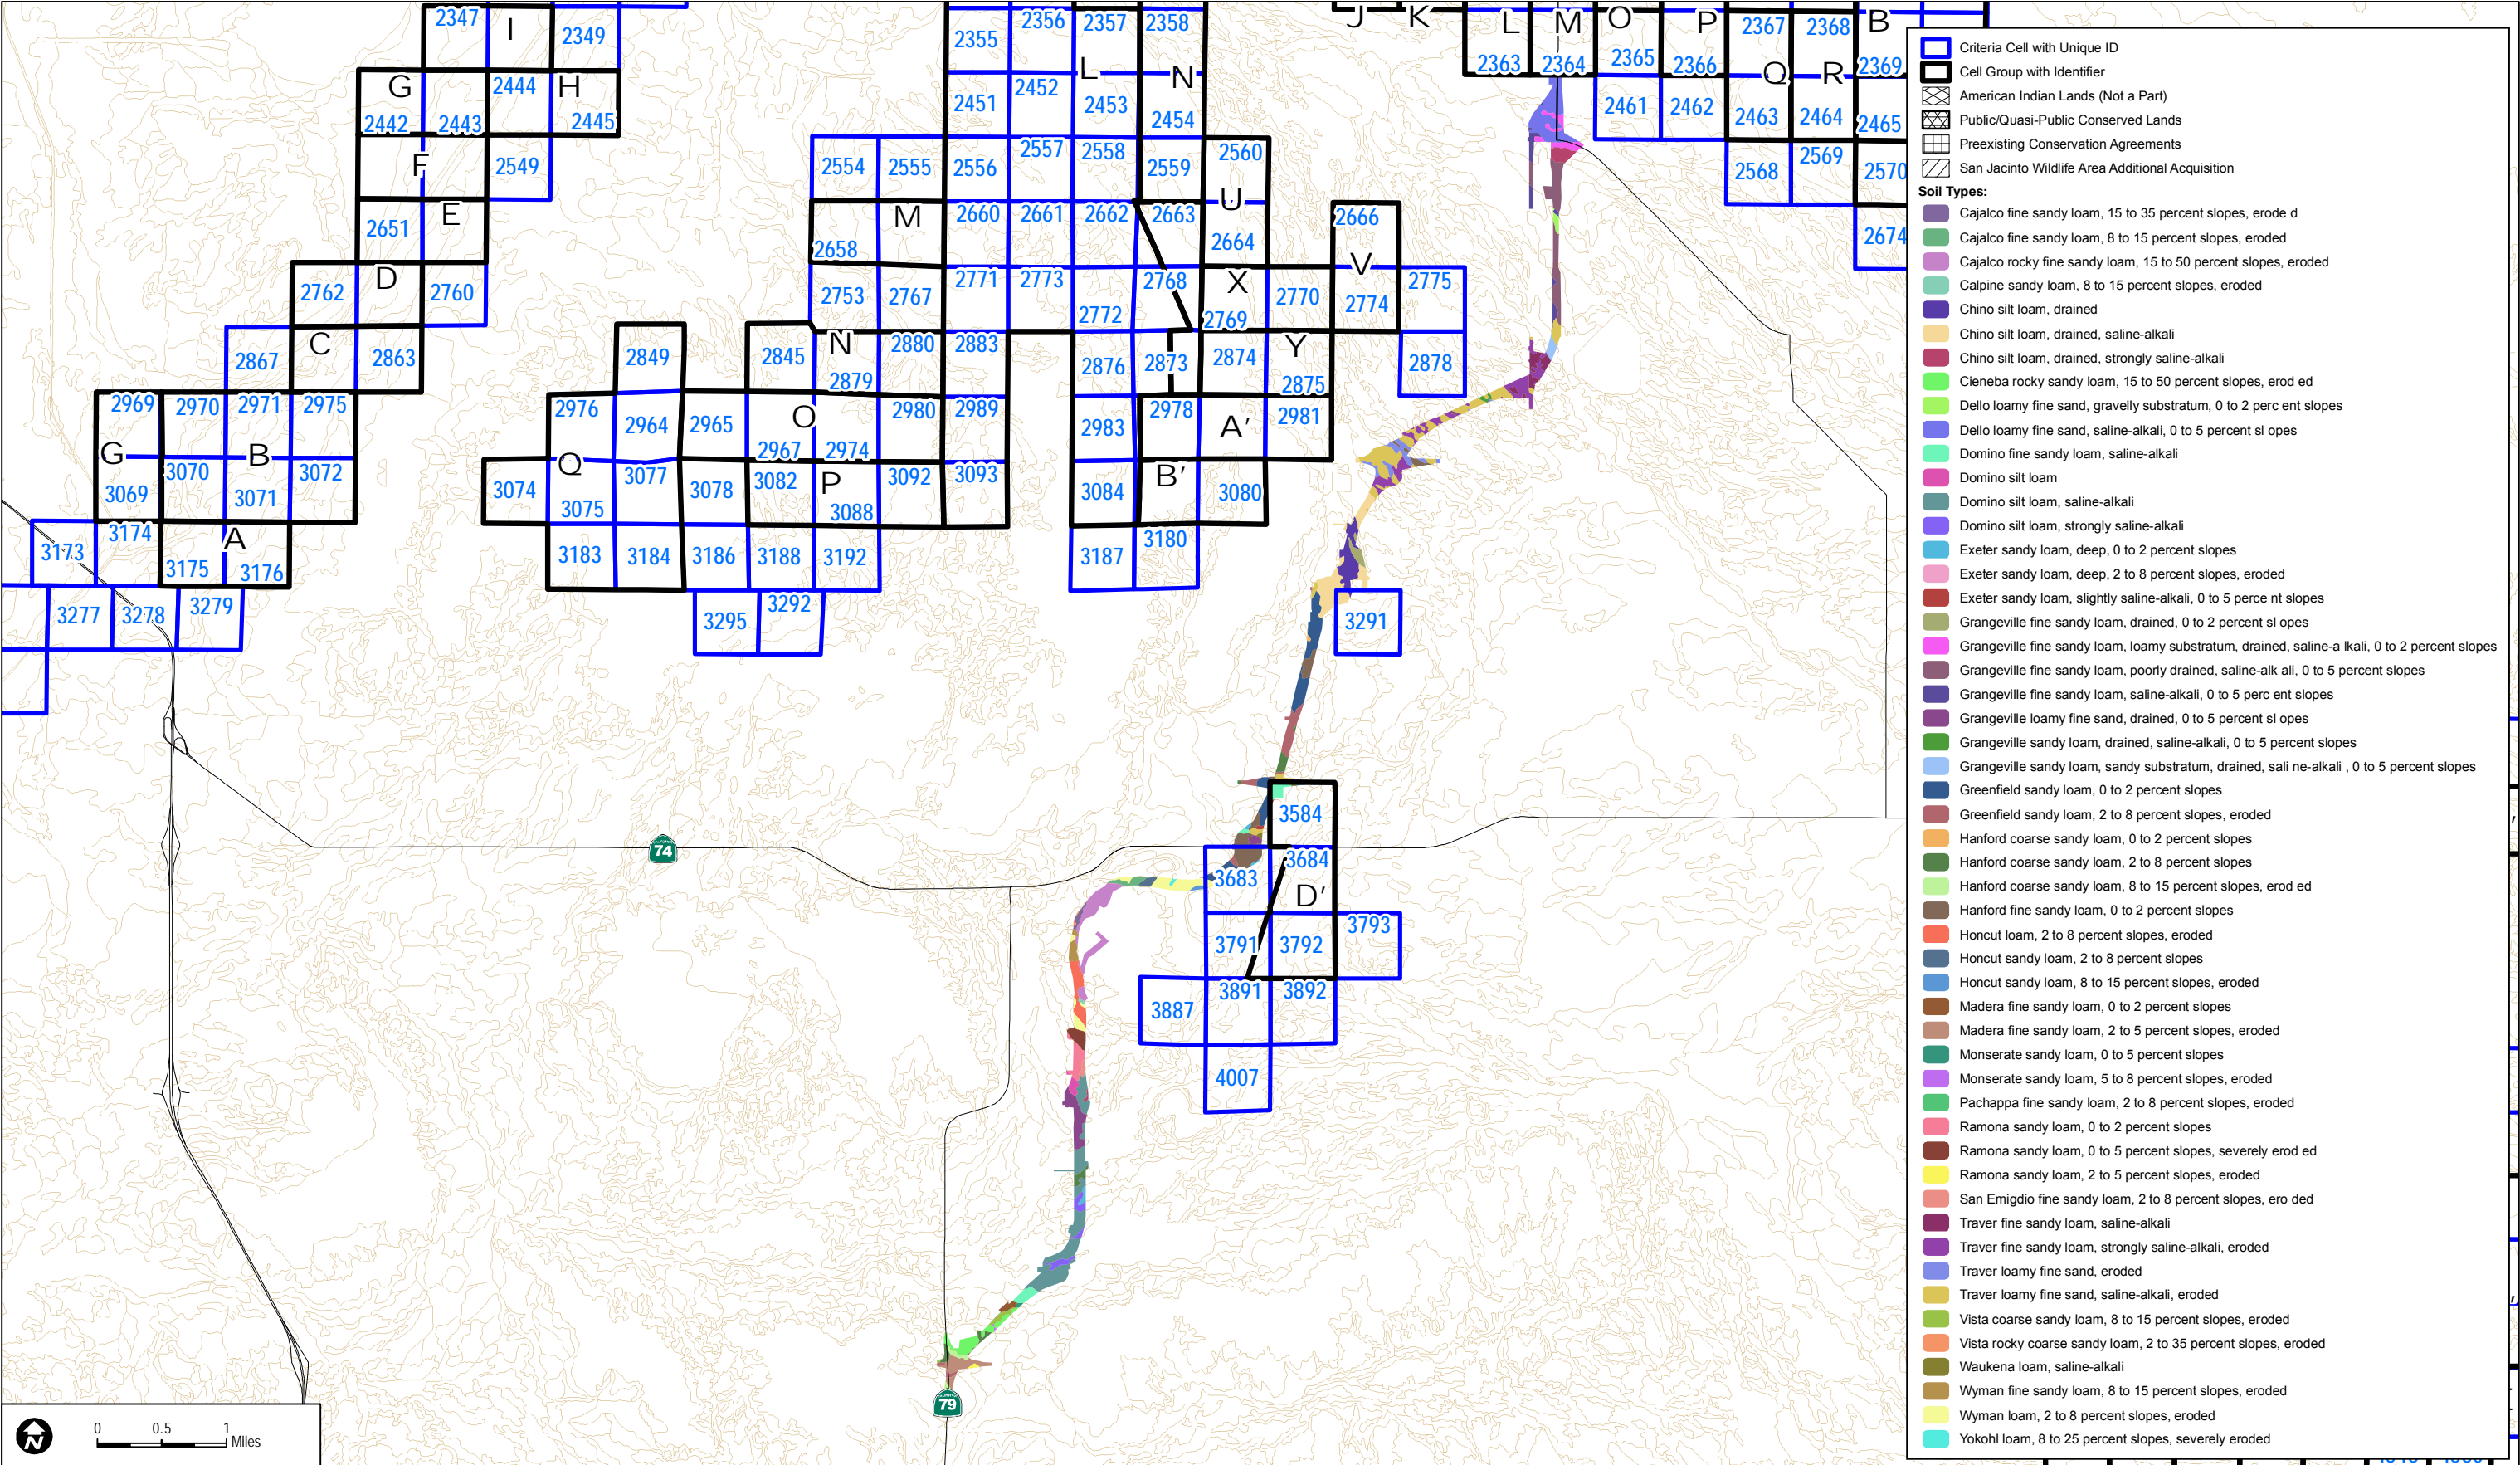 2347 I 2349 2355 2356 2357 2358 J K L M O P 2367 2368 B
2363 2364 2365 2366 Q R 2369
G 2444 H L N
2442 2443 2445 2451 2452 2453 2454 2461 2462 2463 2464 2465
F 2549 2554 2555 2556 2557 2558 2559 2560 2568 2569 2570
E 2651 M 2658 2660 2661 2662 2663 U 2664 2666 2674
D 2762 2760 2753 2767 2771 2773 2772 2768 X 2769 2770 V 2774 2775
C 2867 2863 2849 2845 N 2879 2880 2883 2876 2873 2874 Y 2875 2878
2969 2970 2971 2975 2976 2964 2965 O 2967 2974 2980 2989 2983 2978 A' 2981
G B 3069 3070 3071 3072 3074 Q 3075 3077 3078 3082 P 3088 3092 3093 3084 B' 3080
3173 3174 A 3175 3176 3183 3184 3186 3188 3192 3187 3180
3277 3278 3279 3295 3292 3291
3584
74
3683 3684 D'
3791 3792 3793
3887 3891 3892
4007
CALIFORNIA 79
N
0 0.5 1
Miles
Criteria Cell with Unique ID
Cell Group with Identifier
American Indian Lands (Not a Part)
Public/Quasi-Public Conserved Lands
Preexisting Conservation Agreements
San Jacinto Wildlife Area Additional Acquisition
Soil Types:
Cajalco fine sandy loam, 15 to 35 percent slopes, erode d
Cajalco fine sandy loam, 8 to 15 percent slopes, eroded
Cajalco rocky fine sandy loam, 15 to 50 percent slopes, eroded
Calpine sandy loam, 8 to 15 percent slopes, eroded
Chino silt loam, drained
Chino silt loam, drained, saline-alkali
Chino silt loam, drained, strongly saline-alkali
Cieneba rocky sandy loam, 15 to 50 percent slopes, erod ed
Dello loamy fine sand, gravelly substratum, 0 to 2 perc ent slopes
Dello loamy fine sand, saline-alkali, 0 to 5 percent sl opes
Domino fine sandy loam, saline-alkali
Domino silt loam
Domino silt loam, saline-alkali
Domino silt loam, strongly saline-alkali
Exeter sandy loam, deep, 0 to 2 percent slopes
Exeter sandy loam, deep, 2 to 8 percent slopes, eroded
Exeter sandy loam, slightly saline-alkali, 0 to 5 perce nt slopes
Grangeville fine sandy loam, drained, 0 to 2 percent sl opes
Grangeville fine sandy loam, loamy substratum, drained, saline-a lkali, 0 to 2 percent slopes
Grangeville fine sandy loam, poorly drained, saline-alk ali, 0 to 5 percent slopes
Grangeville fine sandy loam, saline-alkali, 0 to 5 perc ent slopes
Grangeville loamy fine sand, drained, 0 to 5 percent sl opes
Grangeville sandy loam, drained, saline-alkali, 0 to 5 percent slopes
Grangeville sandy loam, sandy substratum, drained, sali ne-alkali , 0 to 5 percent slopes
Greenfield sandy loam, 0 to 2 percent slopes
Greenfield sandy loam, 2 to 8 percent slopes, eroded
Hanford coarse sandy loam, 0 to 2 percent slopes
Hanford coarse sandy loam, 2 to 8 percent slopes
Hanford coarse sandy loam, 8 to 15 percent slopes, erod ed
Hanford fine sandy loam, 0 to 2 percent slopes
Honcut loam, 2 to 8 percent slopes, eroded
Honcut sandy loam, 2 to 8 percent slopes
Honcut sandy loam, 8 to 15 percent slopes, eroded
Madera fine sandy loam, 0 to 2 percent slopes
Madera fine sandy loam, 2 to 5 percent slopes, eroded
Monserate sandy loam, 0 to 5 percent slopes
Monserate sandy loam, 5 to 8 percent slopes, eroded
Pachappa fine sandy loam, 2 to 8 percent slopes, eroded
Ramona sandy loam, 0 to 2 percent slopes
Ramona sandy loam, 0 to 5 percent slopes, severely erod ed
Ramona sandy loam, 2 to 5 percent slopes, eroded
San Emigdio fine sandy loam, 2 to 8 percent slopes, ero ded
Traver fine sandy loam, saline-alkali
Traver fine sandy loam, strongly saline-alkali, eroded
Traver loamy fine sand, eroded
Traver loamy fine sand, saline-alkali, eroded
Vista coarse sandy loam, 8 to 15 percent slopes, eroded
Vista rocky coarse sandy loam, 2 to 35 percent slopes, eroded
Waukena loam, saline-alkali
Wyman fine sandy loam, 8 to 15 percent slopes, eroded
Wyman loam, 2 to 8 percent slopes, eroded
Yokohl loam, 8 to 25 percent slopes, severely eroded